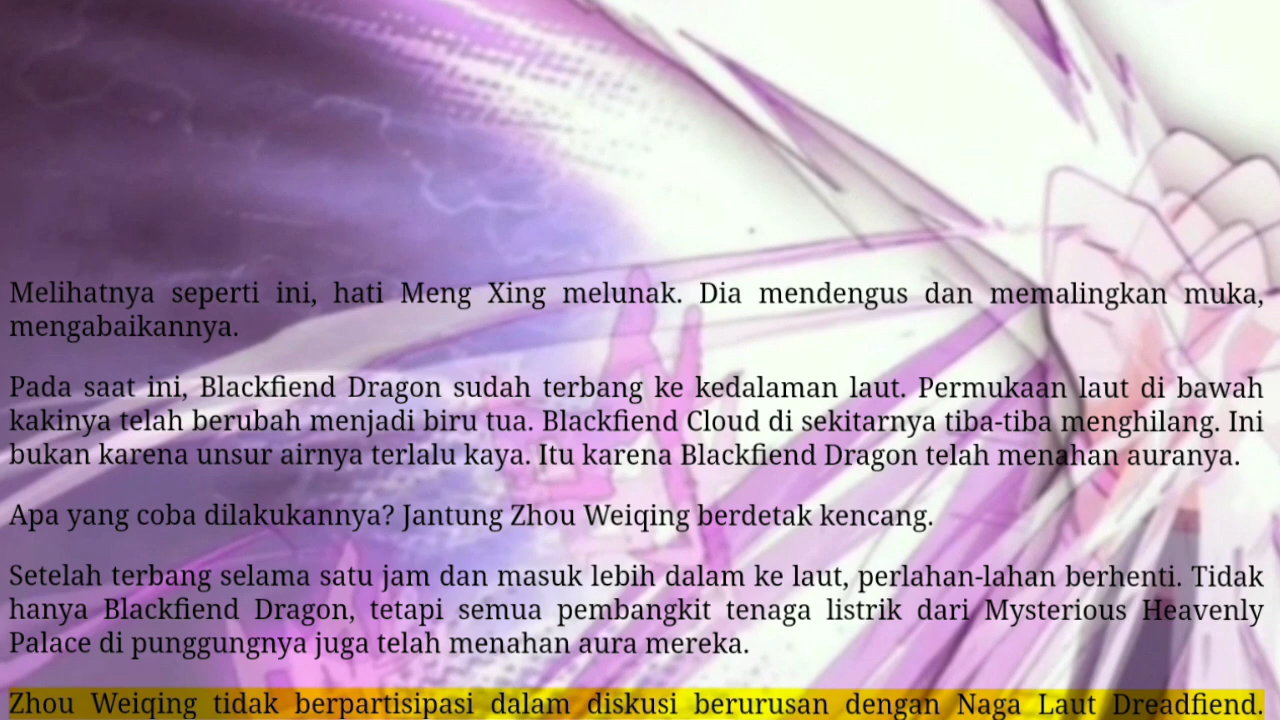 Melihatnya seperti ini, hati Meng Xing melunak. Dia mendengus dan memalingkan muka,
mengabaikannya.
Pada saat ini, Blackfiend Dragon sudah terbang ke kedalaman laut. Permukaan laut di bawah
kakinya telah berubah menjadi biru tua. Blackfiend Cloud di sekitarnya tiba-tiba menghilang. Ini
bukan karena unsur airnya terlalu kaya. Itu karena Blackfiend Dragon telah menahan auranya.
Apa yang coba dilakukannya? Jantung Zhou Weiqing berdetak kencang.
Setelah terbang selama satu jam dan masuk lebih dalam ke laut, perlahan-lahan berhenti. Tidak
hanya Blackfiend Dragon, tetapi semua pembangkit tenaga listrik dari Mysterious Heavenly
Palace di punggungnya juga telah menahan aura mereka.
Zhou Weiqing tidak berpartisipasi dalam diskusi berurusan dengan Naga Laut Dreadfiend.